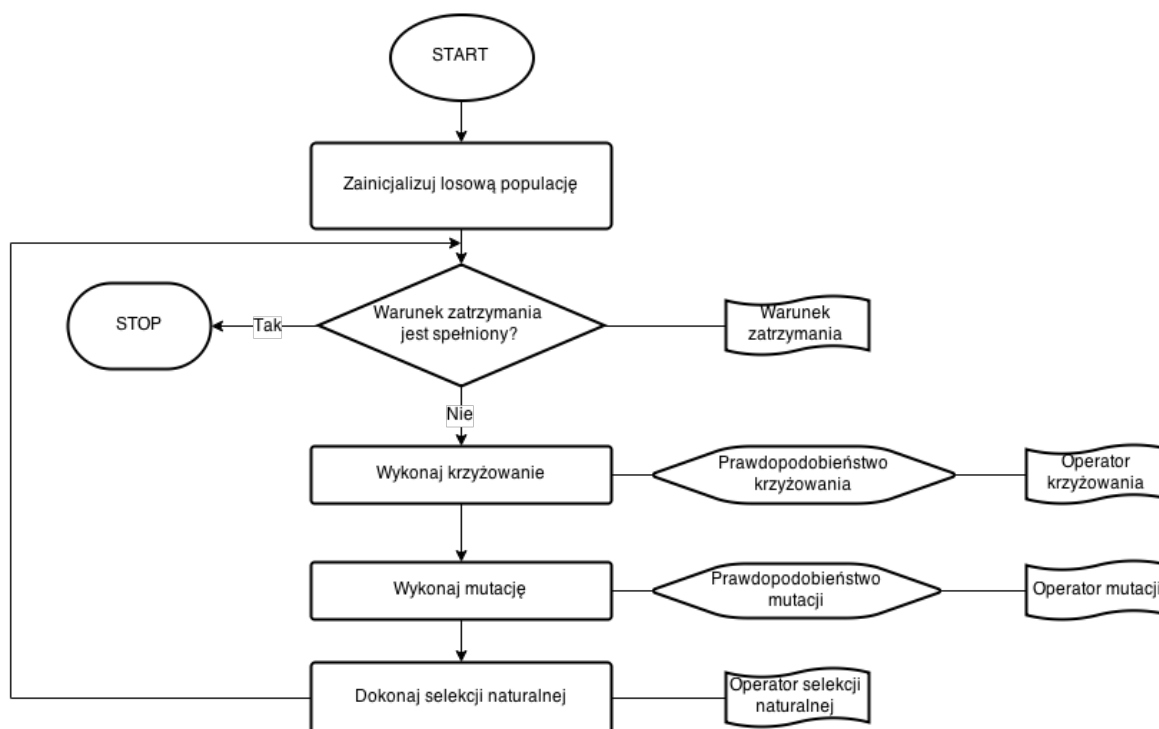 START
Zainicjalizuj losową populację
Warunek zatrzymania
jest spełniony?
STOP
Tak
Warunek
zatrzymania
Nie
Wykonaj krzyżowanie
Prawdopodobieństwo
krzyżowania
Operator
krzyżowania
Wykonaj mutację
Prawdopodobieństwo
mutacji
Operator mutacji
Dokonaj selekcji naturalnej
Operator selekcji
naturalnej